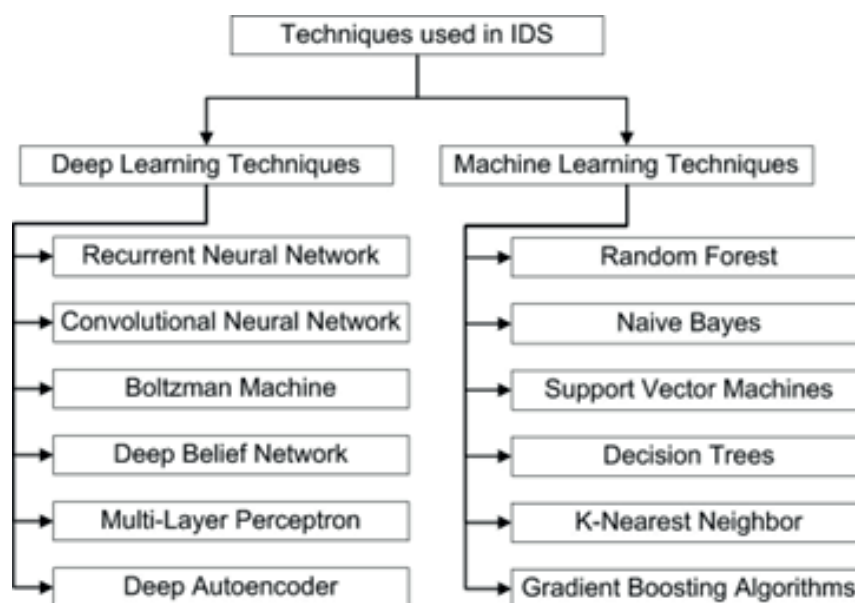 Techniques used in IDS
Deep Learning Techniques
Recurrent Neural Network
Convolutional Neural Network
Boltzman Machine
Deep Belief Network
Multi-Layer Perceptron
Deep Autoencoder
Machine Learning Techniques
Random Forest
Naive Bayes
Support Vector Machines
Decision Trees
K-Nearest Neighbor
Gradient Boosting Algorithms